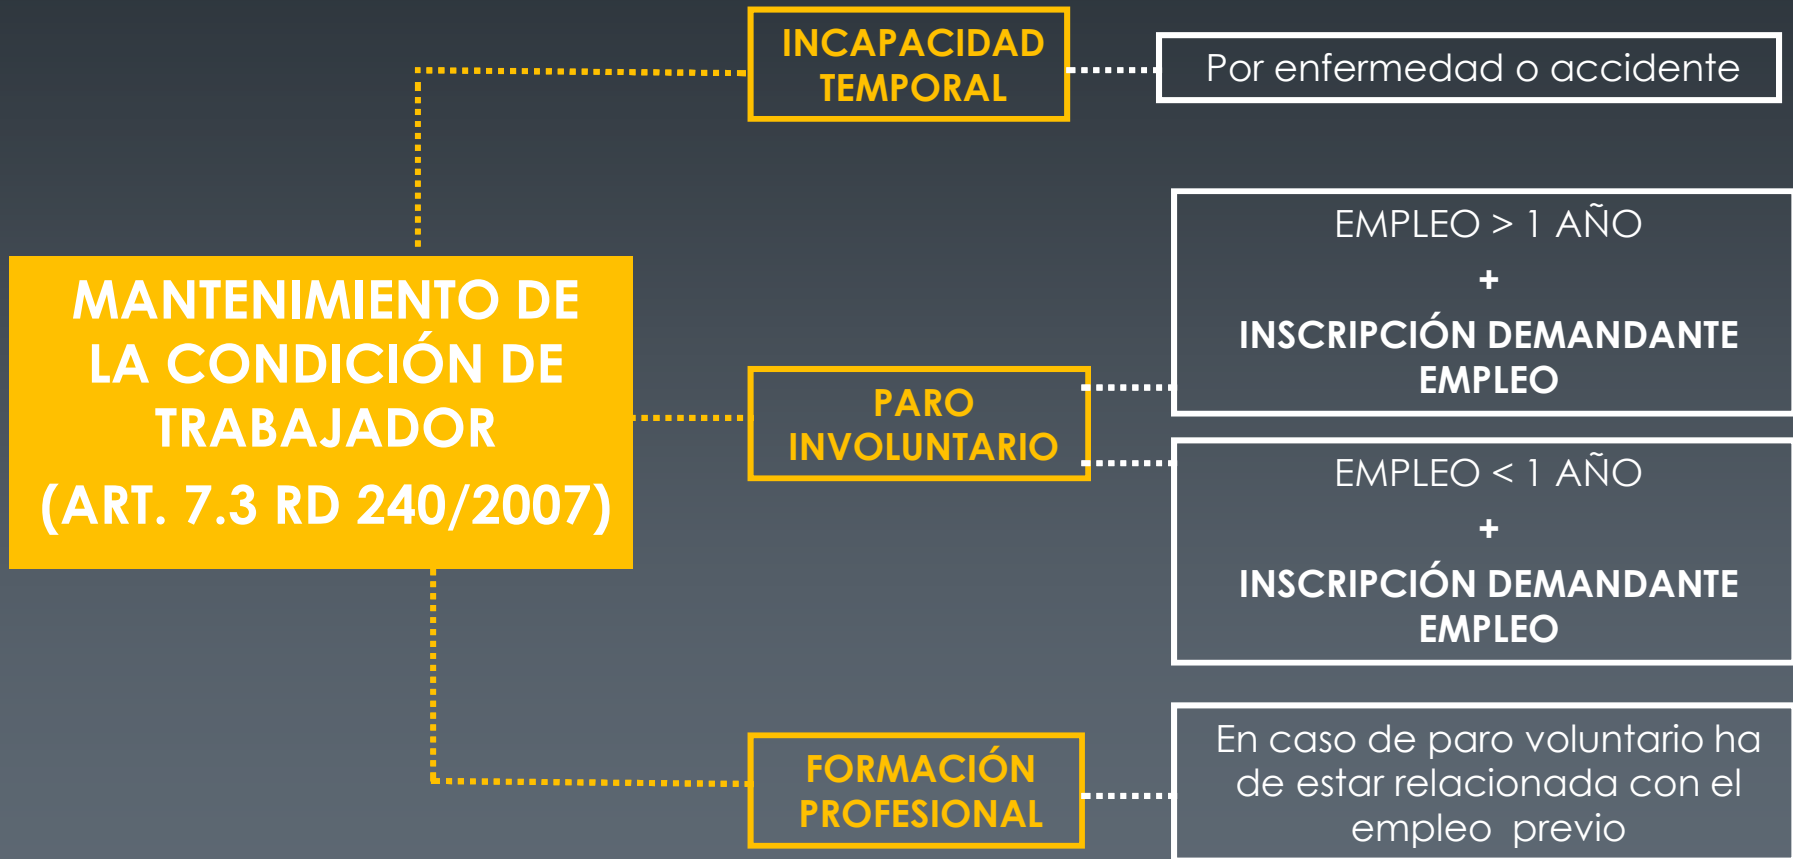 MANTENIMIENTO DE
LA CONDICIÓN DE
TRABAJADOR
(ART. 7.3 RD 240/2007)
INCAPACIDAD
TEMPORAL
Por enfermedad o accidente
PARO
INVOLUNTARIO
EMPLEO > 1 AÑO
+
INSCRIPCIÓN DEMANDANTE
EMPLEO
EMPLEO < 1 AÑO
+
INSCRIPCIÓN DEMANDANTE
EMPLEO
FORMACIÓN
PROFESIONAL
En caso de paro voluntario ha
de estar relacionada con el
empleo previo